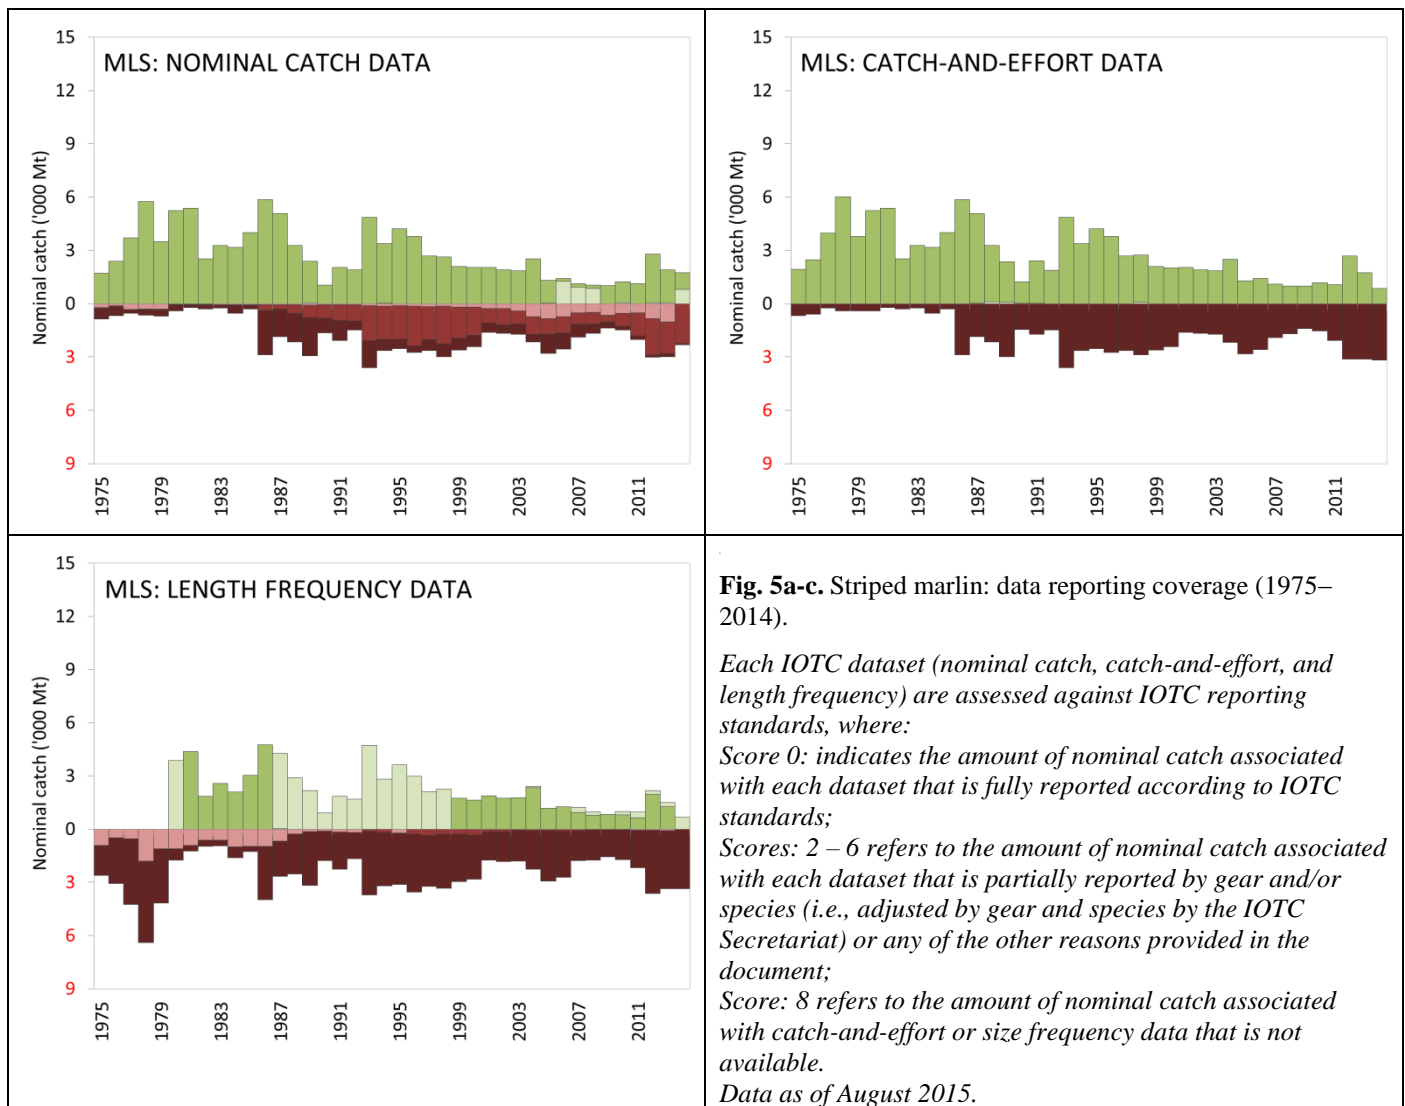 MLS: NOMINAL CATCH DATA
Nominal catch ('000 Mt)
15
12
9
6
3
0
3
6
9
1975
1979
1983
1987
1991
1995
1999
2003
2007
2011
MLS: CATCH-AND-EFFORT DATA
Nominal catch ('000 Mt)
15
12
9
6
3
0
3
6
9
1975
1979
1983
1987
1991
1995
1999
2003
2007
2011
MLS: LENGTH FREQUENCY DATA
Nominal catch ('000 Mt)
15
12
9
6
3
0
3
6
9
1975
1979
1983
1987
1991
1995
1999
2003
2007
2011
Fig. 5a-c. Striped marlin: data reporting coverage (1975–
2014).
Each IOTC dataset (nominal catch, catch-and-effort, and
length frequency) are assessed against IOTC reporting
standards, where:
Score 0: indicates the amount of nominal catch associated
with each dataset that is fully reported according to IOTC
standards;
Scores: 2 – 6 refers to the amount of nominal catch associated
with each dataset that is partially reported by gear and/or
species (i.e., adjusted by gear and species by the IOTC
Secretariat) or any of the other reasons provided in the
document;
Score: 8 refers to the amount of nominal catch associated
with catch-and-effort or size frequency data that is not
available.
Data as of August 2015.